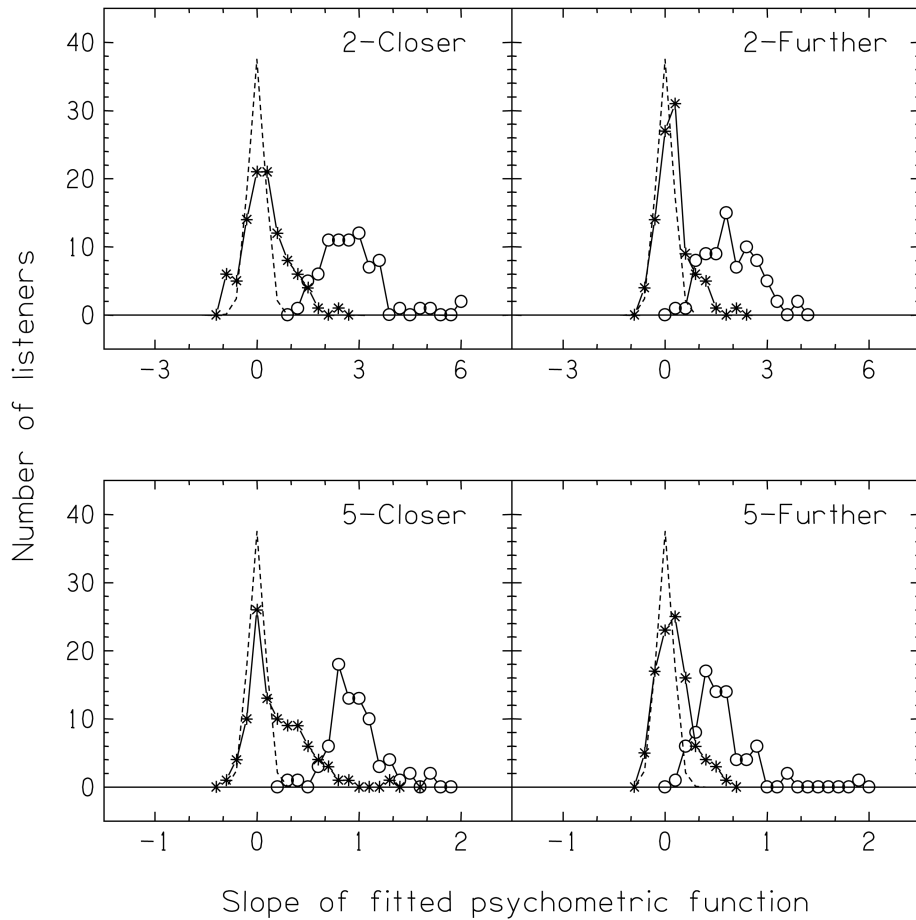 2-Closer
2-Further
40
30
20
10
0
-3 0 3 6
-3 0 3 6
Number of listeners
5-Closer
5-Further
40
30
20
10
0
-1 0 1 2
-1 0 1 2
Slope of fitted psychometric function